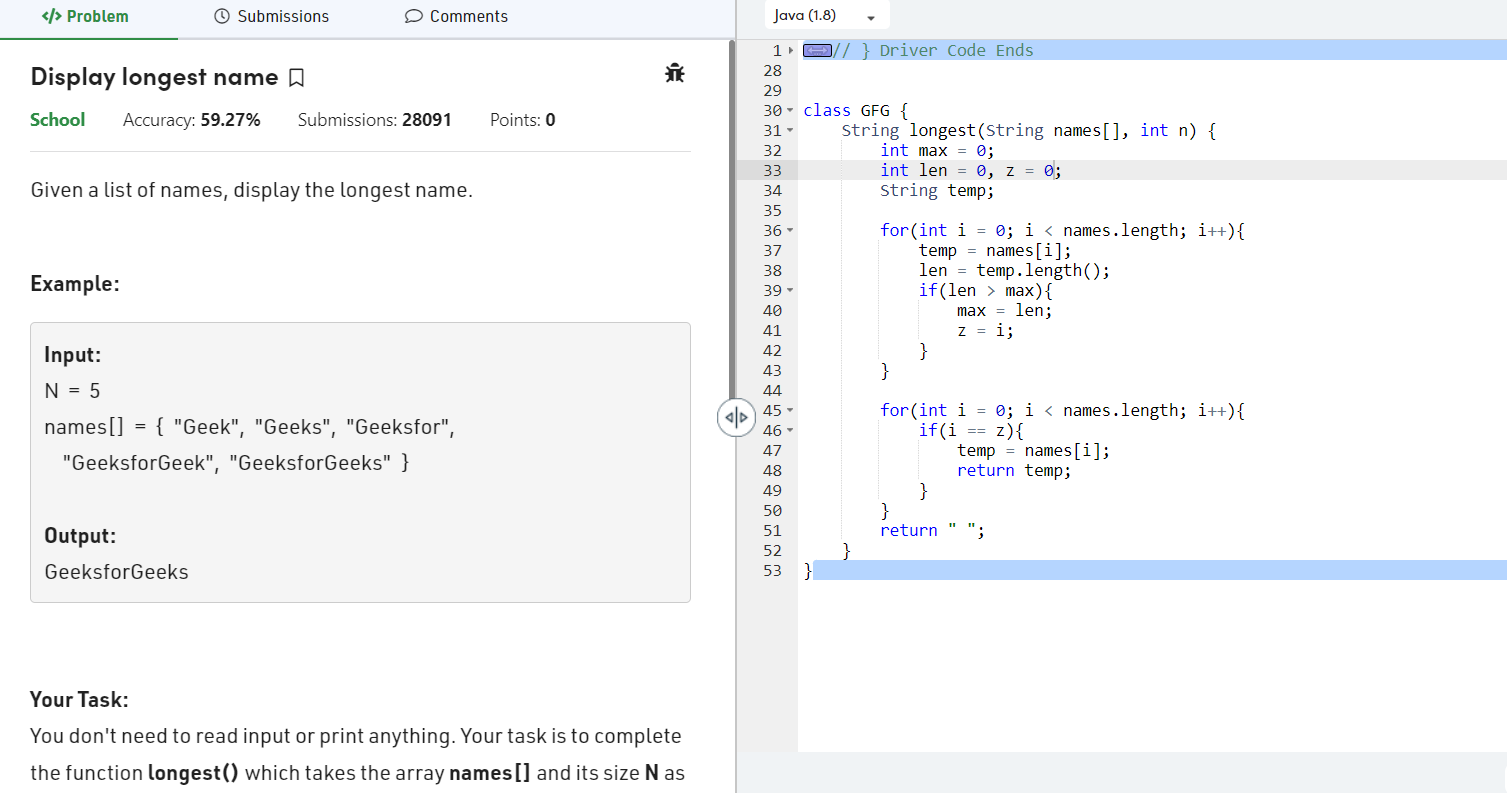 </> Problem
Submissions
Comments
Display longest name
School Accuracy: 59.27% Submissions: 28091 Points: 0
Given a list of names, display the longest name.
Example:
Input:
N = 5
names[] = { "Geek", "Geeks", "Geeksfor",
"GeeksforGeek", "GeeksforGeeks" }
Output:
GeeksforGeeks
Your Task:
You don't need to read input or print anything. Your task is to complete
the function longest() which takes the array names[] and its size N as
Java (1.8)
1 // } Driver Code Ends
28
29
30 class GFG {
31 String longest(String names[], int n) {
32 int max = 0;
33 int len = 0, z = 0;
34 String temp;
35
36 for(int i = 0; i < names.length; i++){
37 temp = names[i];
38 len = temp.length();
39 if(len > max){
40 max = len;
41 z = i;
42 }
43 }
44
45 for(int i = 0; i < names.length; i++){
46 if(i == z){
47 temp = names[i];
48 return temp;
49 }
50 }
51 return " ";
52 }
53 }